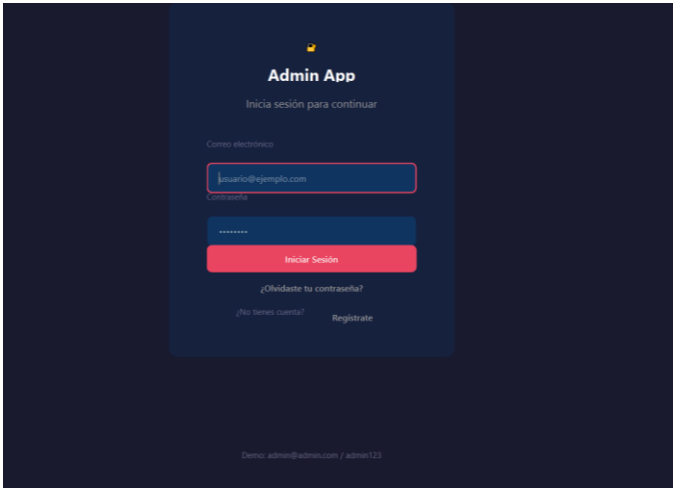 Admin App
Inicia sesión para continuar
Correo electrónico
usuario@ejemplo.com
Contraseña
--------
Iniciar Sesión
¿Olvidaste tu contraseña?
¿No tienes cuenta? Regístrate
Demo: admin@admin.com / admin123